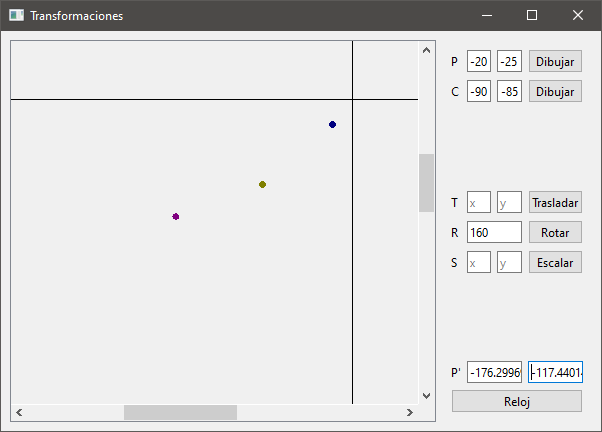 Transformaciones
P -20 -25 Dibujar
C -90 -85 Dibujar
T x y Trasladar
R 160 Rotar
S x y Escalar
P' -176.2996 -117.4401
Reloj